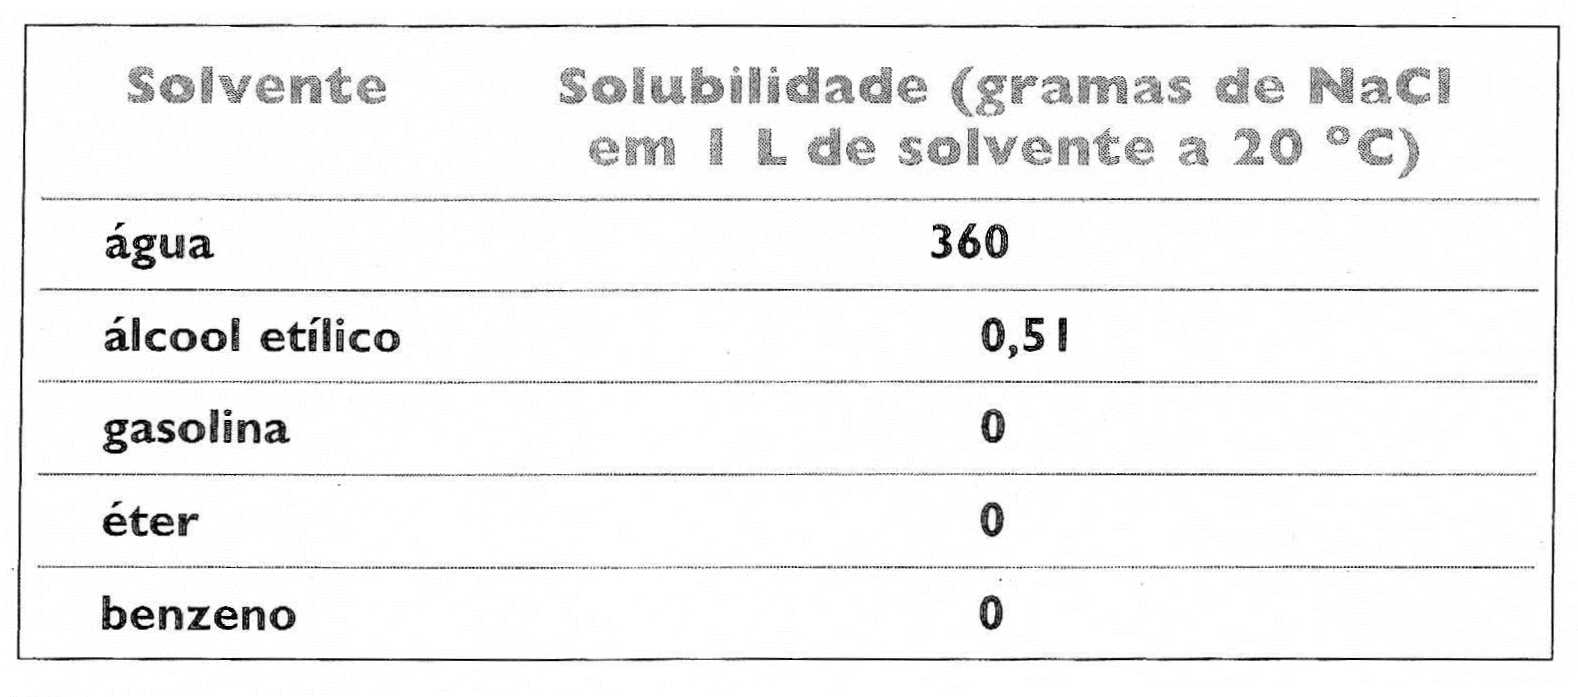 Solvente Solubilidade (gramas de NaCl
em 1 L de solvente a 20 ºC)
água 360
álcool etílico 0,51
gasolina 0
éter 0
benzeno 0